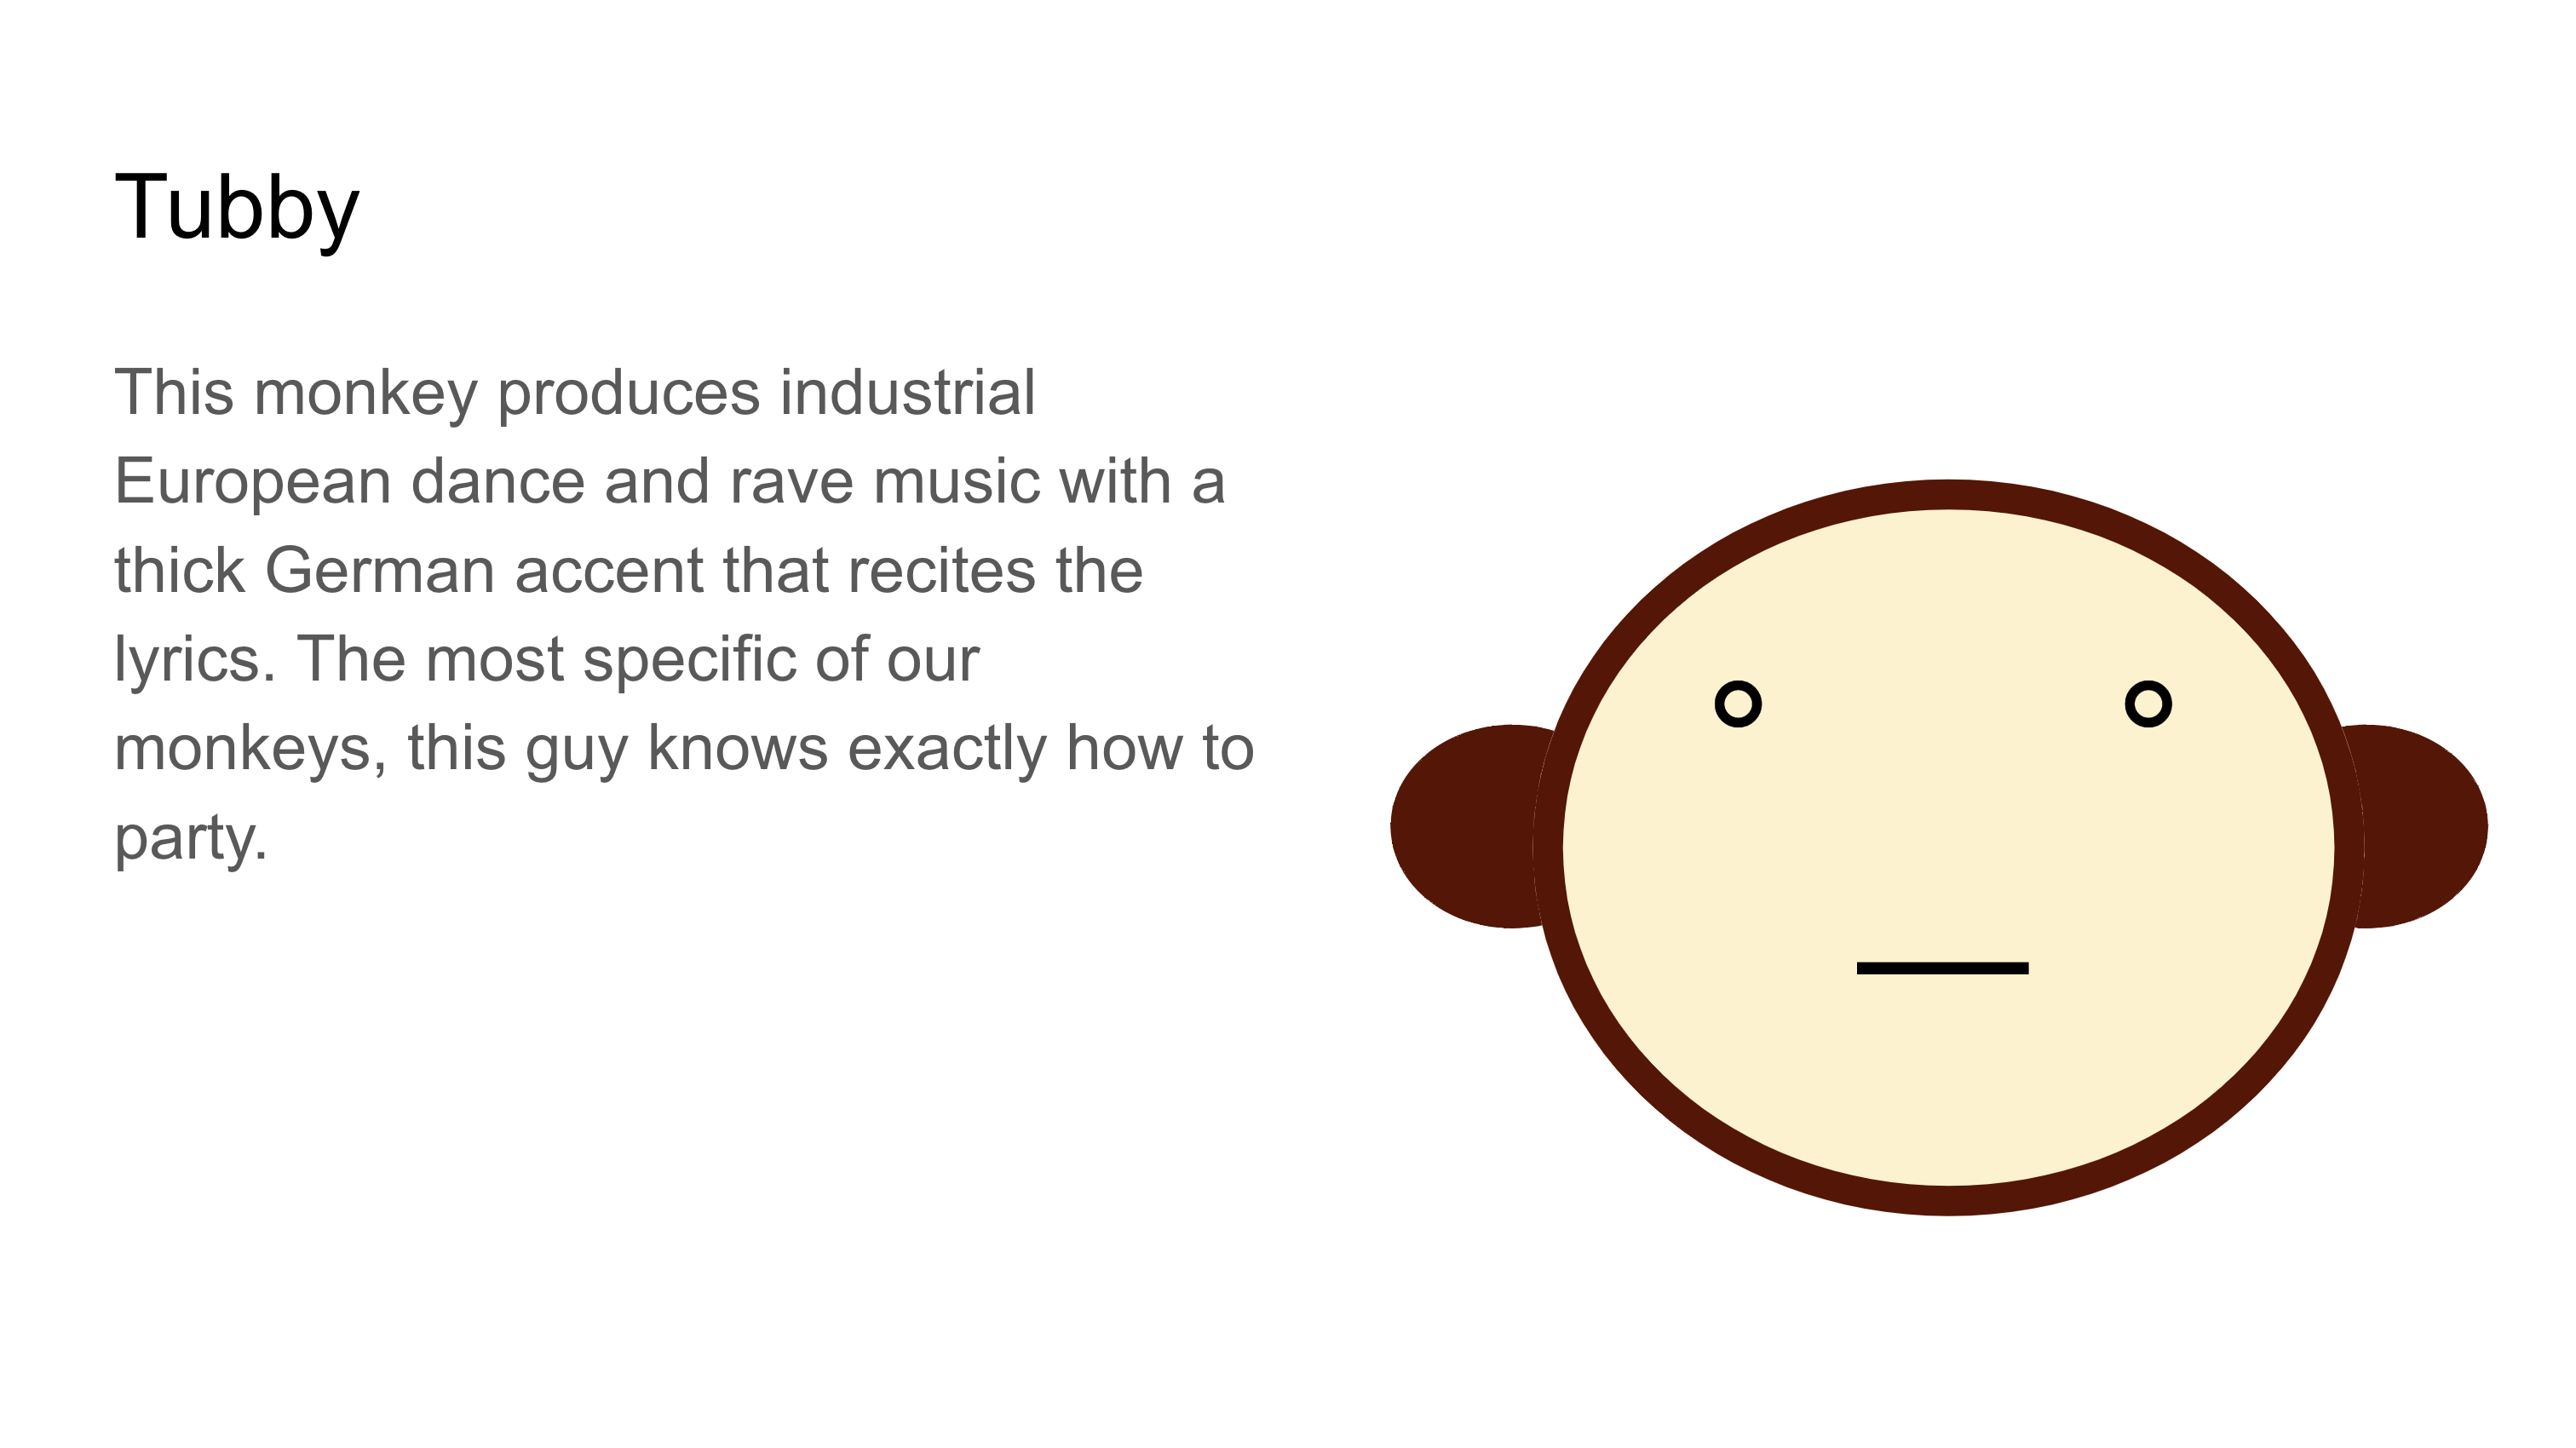 Tubby
This monkey produces industrial
European dance and rave music with a
thick German accent that recites the
lyrics. The most specific of our
monkeys, this guy knows exactly how to
party.